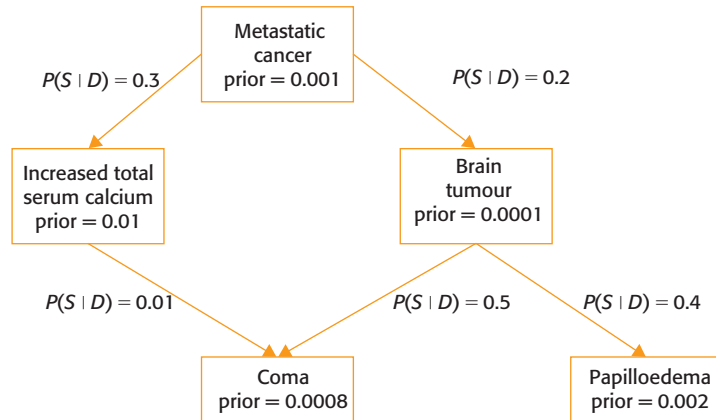 Metastatic
cancer
prior = 0.001
P(S | D) = 0.3
P(S | D) = 0.2
Increased total
serum calcium
prior = 0.01
Brain
tumour
prior = 0.0001
P(S | D) = 0.01
P(S | D) = 0.5
P(S | D) = 0.4
Coma
prior = 0.0008
Papilloedema
prior = 0.002